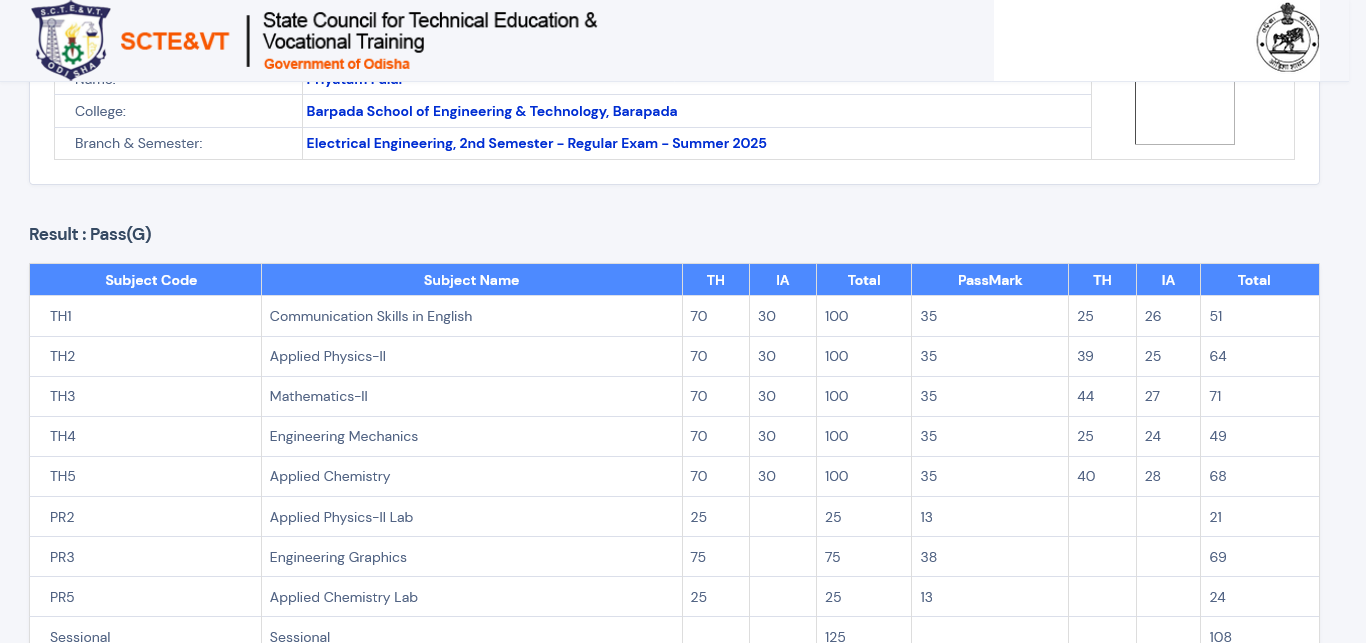 S.C.T.E.&V.T.
ODISHA
SCTE&VT
State Council for Technical Education &
Vocational Training
Government of Odisha
Name:
College: Barpada School of Engineering & Technology, Barapada
Branch & Semester: Electrical Engineering, 2nd Semester - Regular Exam - Summer 2025
Result : Pass(G)
Subject Code Subject Name TH IA Total PassMark TH IA Total
TH1 Communication Skills in English 70 30 100 35 25 26 51
TH2 Applied Physics-II 70 30 100 35 39 25 64
TH3 Mathematics-II 70 30 100 35 44 27 71
TH4 Engineering Mechanics 70 30 100 35 25 24 49
TH5 Applied Chemistry 70 30 100 35 40 28 68
PR2 Applied Physics-II Lab 25 25 13 21
PR3 Engineering Graphics 75 75 38 69
PR5 Applied Chemistry Lab 25 25 13 24
Sessional Sessional 125 108